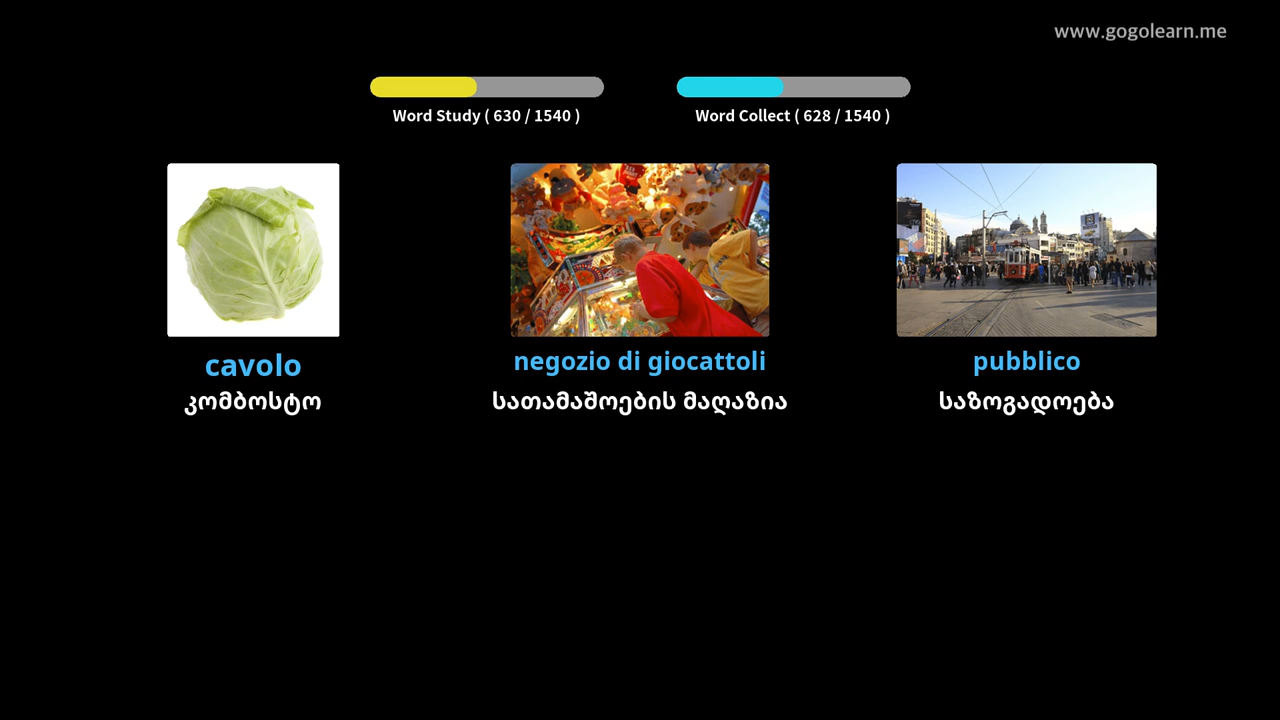 www.gogolearn.me
Word Study ( 630 / 1540 )
Word Collect ( 628 / 1540 )
cavolo
კომბოსტო
negozio di giocattoli
სათამაშოების მაღაზია
pubblico
საზოგადოება